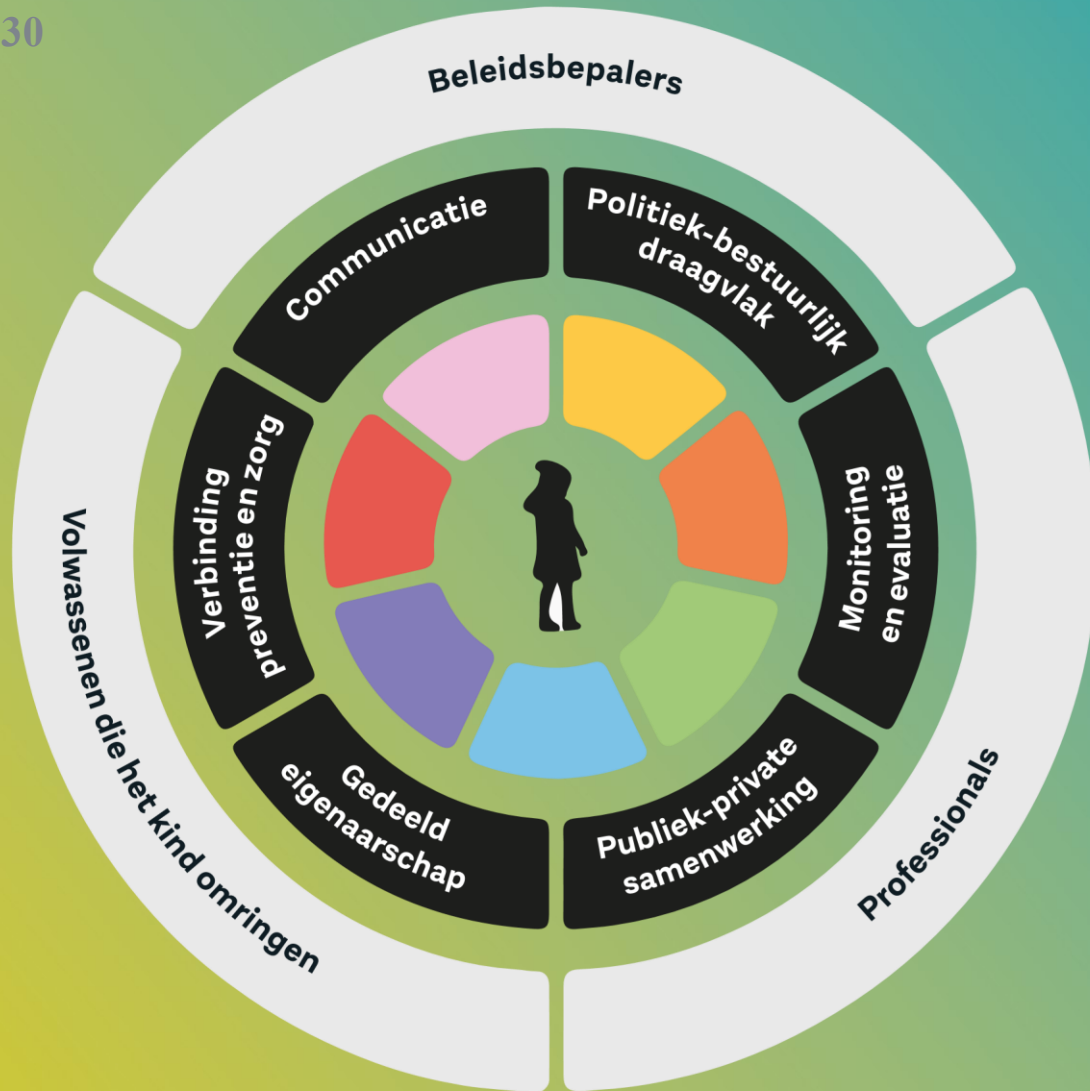 30
Beleidsbepalers
Communicatie
Politiek-bestuurlijk
draagvlak
Verbinding
preventie en zorg
Monitoring
en evaluatie
Gedeeld
eigenaarschap
Publiek-private
samenwerking
Volwassenen die het kind omringen
Professionals